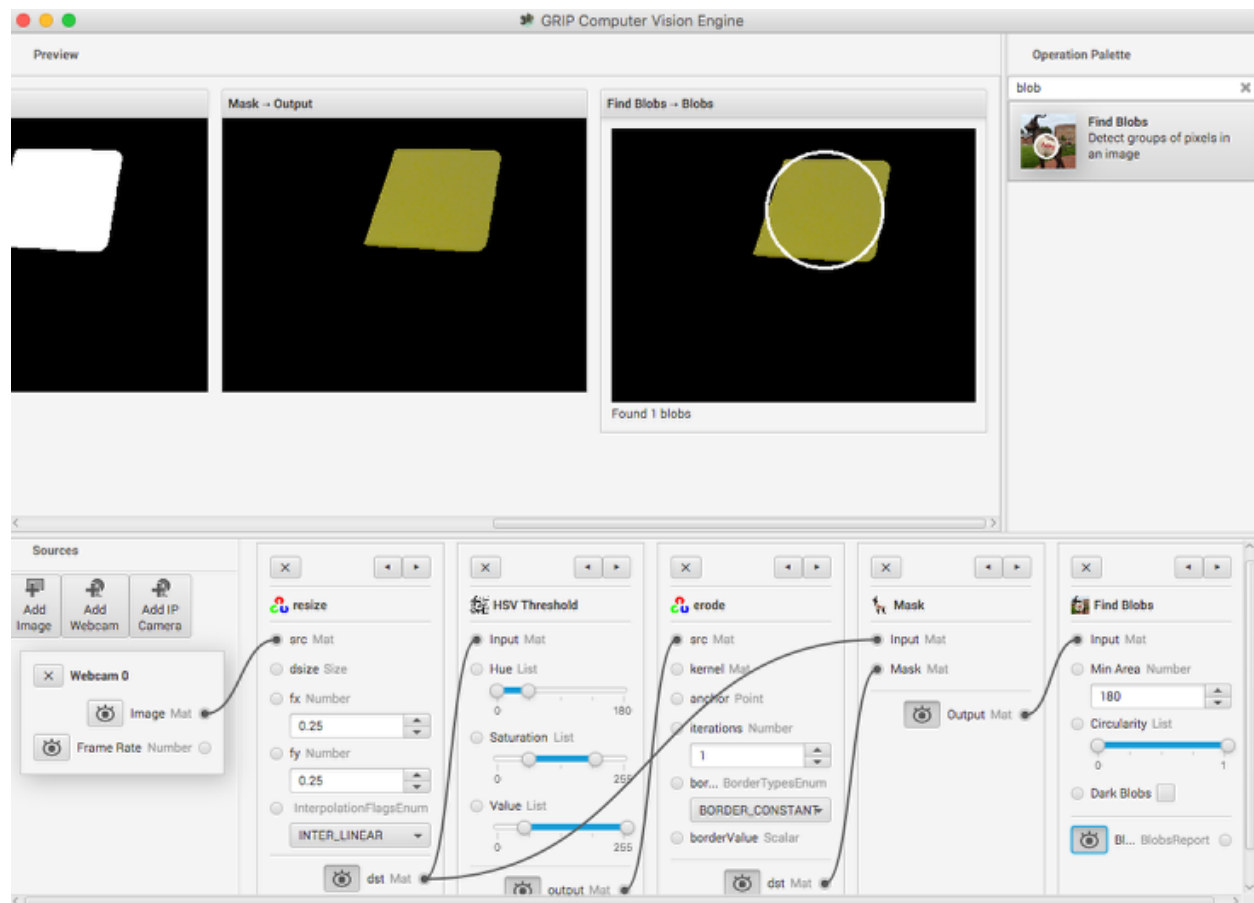 GRIP Computer Vision Engine
Preview
Operation Palette
blob
Mask → Output
Find Blobs → Blobs
Find Blobs
Detect groups of pixels in
an image
Found 1 blobs
Sources
Add
Image
Add
Webcam
Add IP
Camera
Webcam 0
Image Mat
Frame Rate Number
resize
src Mat
dsize Size
fx Number
0.25
fy Number
0.25
InterpolationFlagsEnum
INTER_LINEAR
dst Mat
HSV Threshold
Input Mat
Hue List
0 180
Saturation List
0 255
Value List
0 255
output Mat
erode
src Mat
kernel Mat
anchor Point
iterations Number
1
bor... BorderTypesEnum
BORDER_CONSTANT
borderValue Scalar
dst Mat
Mask
Input Mat
Mask Mat
Output Mat
Find Blobs
Input Mat
Min Area Number
180
Circularity List
0 1
Dark Blobs
Bl... BlobsReport